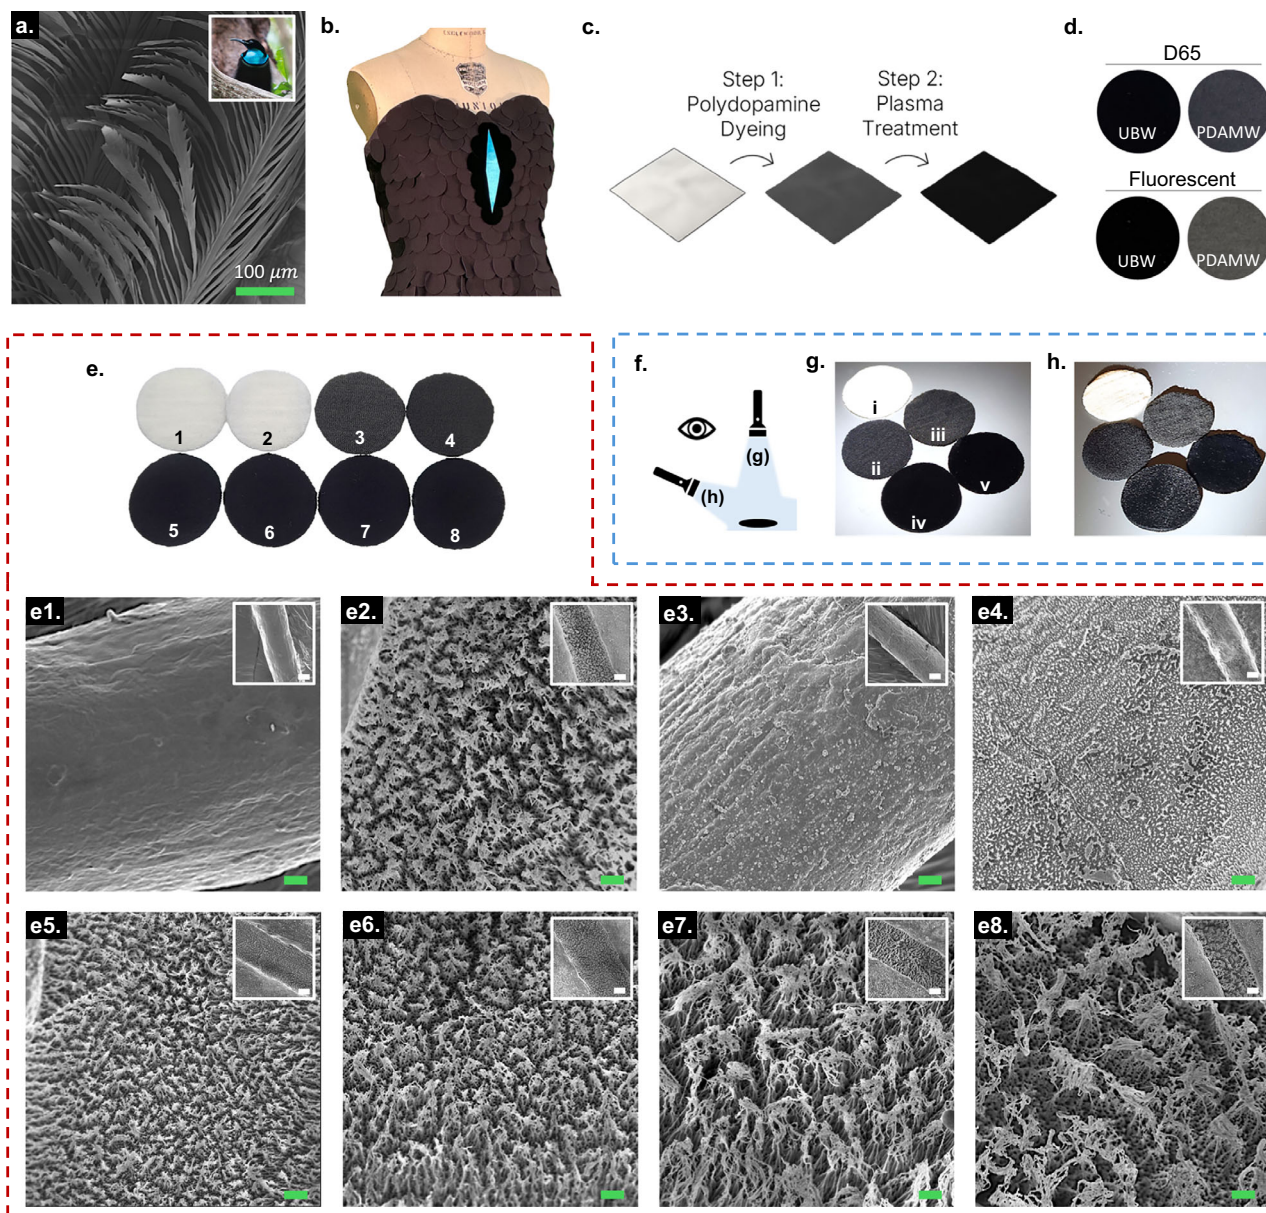 a.
100 μm
b.
c.
Step 1:
Polydopamine
Dyeing
Step 2:
Plasma
Treatment
d.
D65
UBW
PDAMW
Fluorescent
UBW
PDAMW
e.
1
2
3
4
5
6
7
8
f.
(g)
(h)
g.
i
ii
iii
iv
v
h.
e1.
e2.
e3.
e4.
e5.
e6.
e7.
e8.